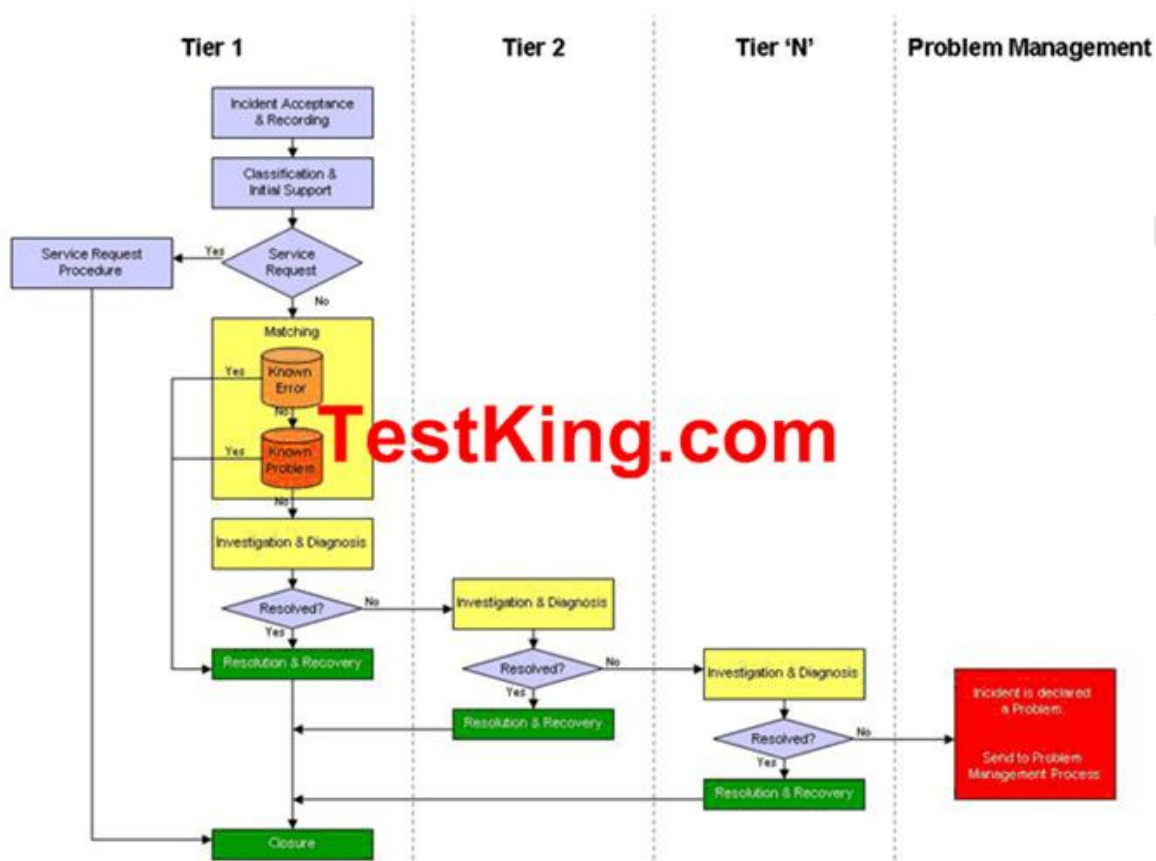 Tier 1
Tier 2
Tier 'N'
Problem Management
Incident Acceptance
& Recording
Classification &
Initial Support
Service Request
Procedure
Yes
Service
Request
No
Matching
Yes
Known
Error
No
Yes
Known
Problem
No
TestKing.com
Investigation & Diagnosis
Resolved?
No
Yes
Resolution & Recovery
Investigation & Diagnosis
Resolved?
No
Yes
Resolution & Recovery
Investigation & Diagnosis
Resolved?
No
Yes
Resolution & Recovery
Incident is declared
a Problem.
Send to Problem
Management Process
Closure